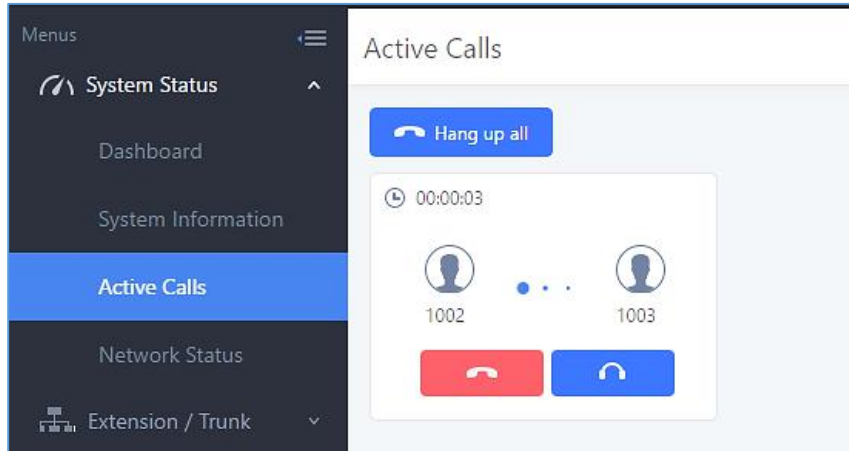 Menus
System Status
Dashboard
System Information
Active Calls
Network Status
Extension / Trunk
Active Calls
Hang up all
00:00:03
1002
1003